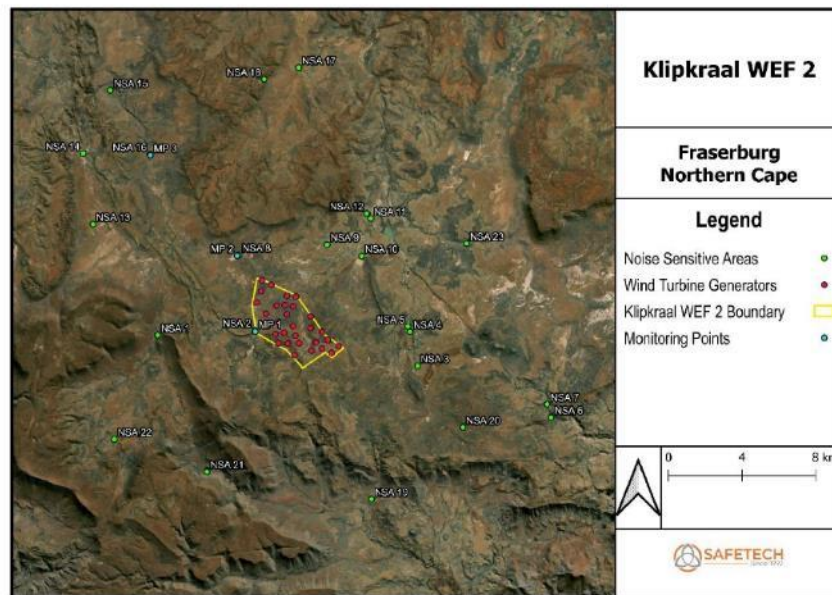 Klipkraal WEF 2
Fraserburg
Northern Cape
Legend
Noise Sensitive Areas
Wind Turbine Generators
Klipkraal WEF 2 Boundary
Monitoring Points
0 4 8 km
SAFETECH
NSA 17
NSA 18
NSA 15
NSA 14
NSA 16 MP 3
NSA 13
NSA 12
NSA 11
NSA 9
NSA 10
NSA 23
MP 2 NSA 8
NSA 2 MP 1
NSA 1
NSA 5
NSA 4
NSA 3
NSA 7
NSA 6
NSA 20
NSA 22
NSA 21
NSA 19